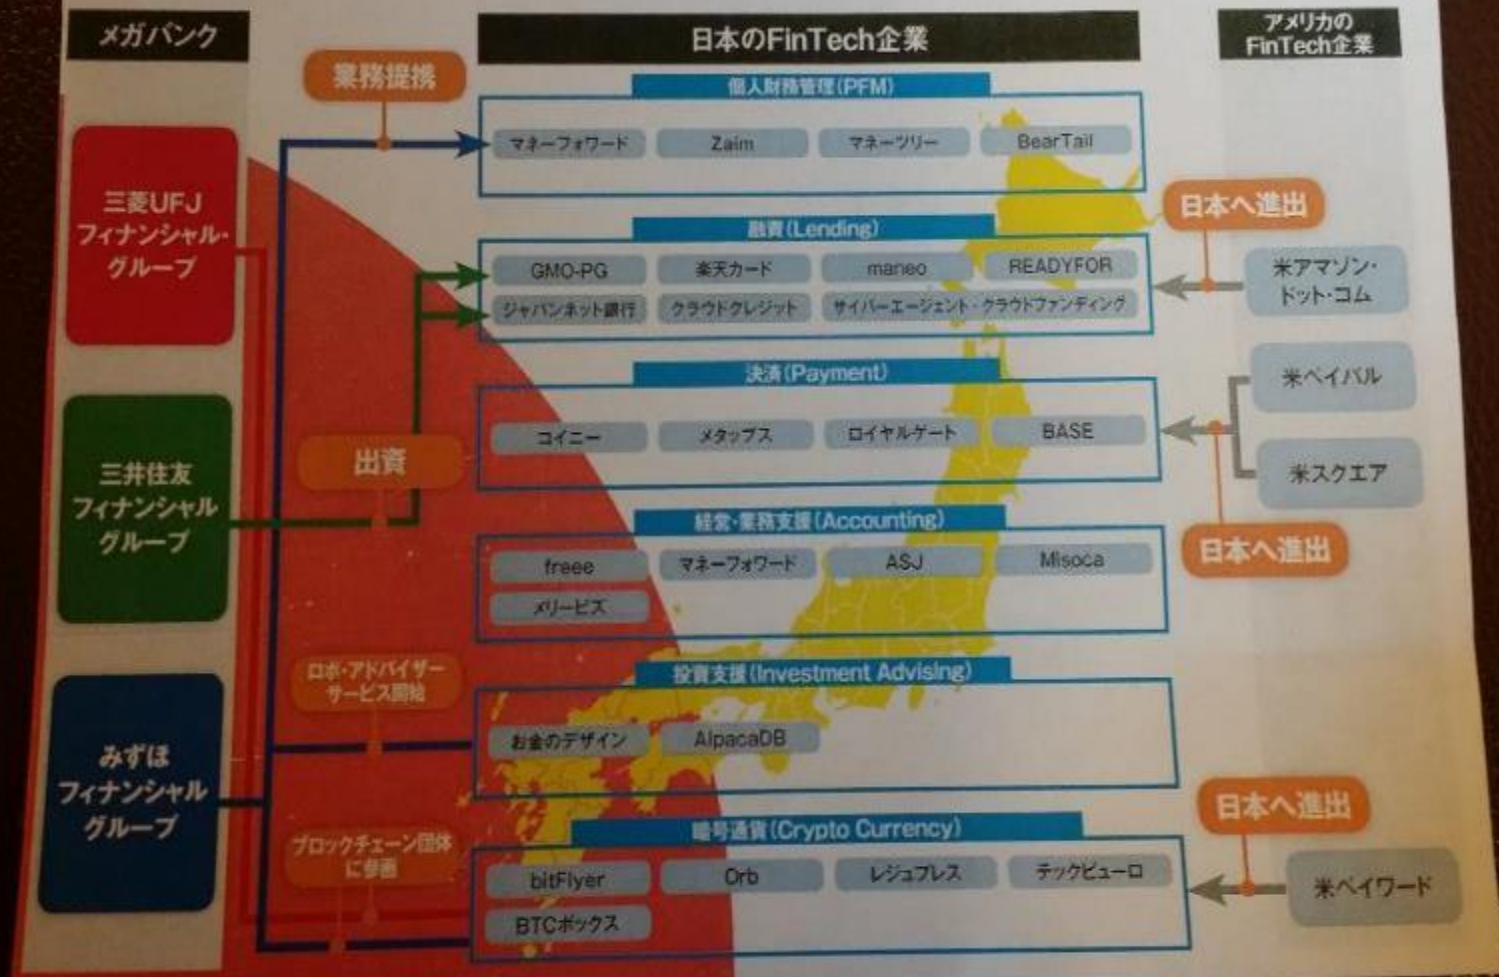 メガバンク
日本のFinTech企業
アメリカの
FinTech企業
業務提携
個人財務管理(PFM)
マネーフォワード
Zaim
マネーツリー
BearTail
三菱UFJ
フィナンシャル・
グループ
日本へ進出
融資(Lending)
GMO-PG
楽天カード
maneo
READYFOR
米アマゾン・
ドット・コム
ジャパンネット銀行
クラウドクレジット
サイバーエージェント・クラウドファンディング
決済(Payment)
米ペイパル
コイニー
メタップス
ロイヤルゲート
BASE
出資
三井住友
フィナンシャル
グループ
米スクエア
経営・業務支援(Accounting)
日本へ進出
freee
マネーフォワード
ASJ
Misoca
メリービズ
ロボ・アドバイザー
サービス開始
投資支援(Investment Advising)
お金のデザイン
AlpacaDB
みずほ
フィナンシャル
グループ
日本へ進出
暗号通貨(Crypto Currency)
ブロックチェーン団体
に参画
bitFlyer
Orb
レジュプレス
テックビューロ
米ペイワード
BTCボックス